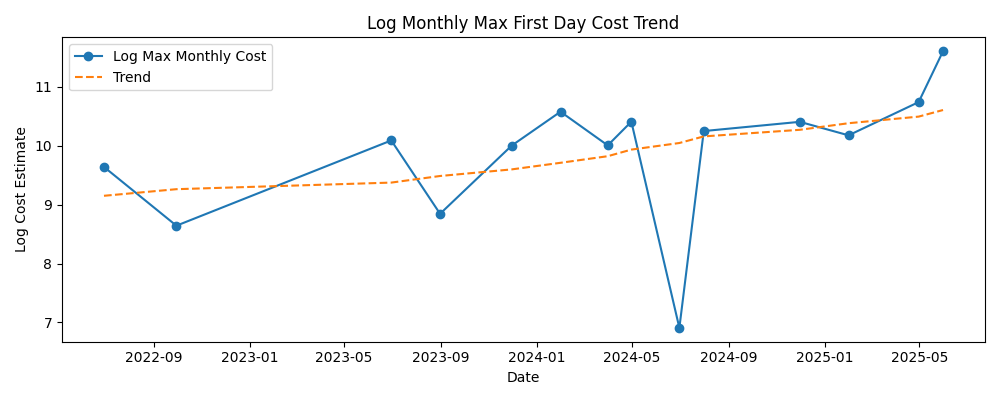 Log Monthly Max First Day Cost Trend
Log Max Monthly Cost
Trend
Log Cost Estimate
11
10
9
8
7
2022-09 2023-01 2023-05 2023-09 2024-01 2024-05 2024-09 2025-01 2025-05
Date